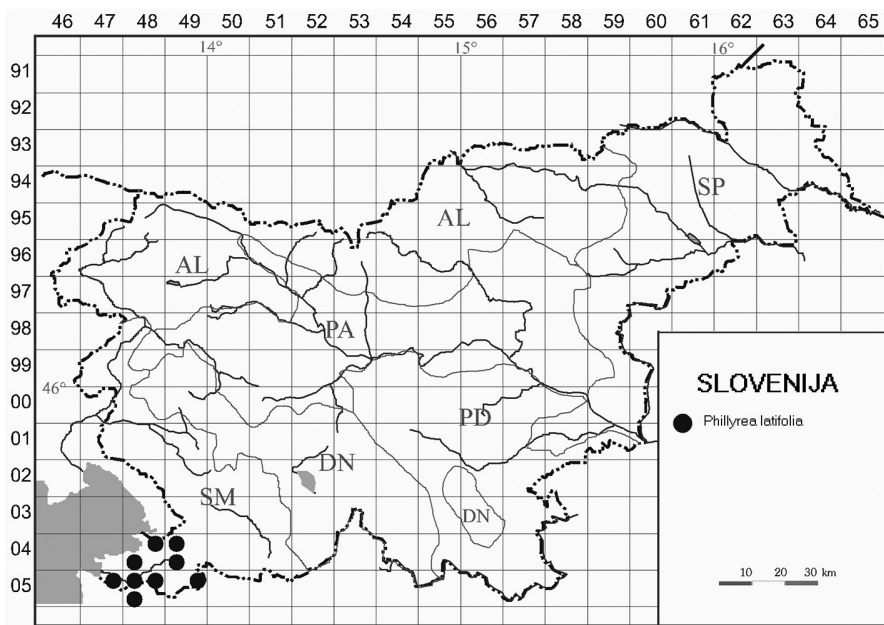 46 47 48 49 50 51 52 53 54 55 56 57 58 59 60 61 62 63 64 65
14° 15° 16°
91
92
93
94
SP
95
AL
96
AL
97
98
PA
99
46°
SLOVENIJA
00
PD
Phillyrea latifolia
01
02
DN
SM
03
DN
04
05
10 20 30 km